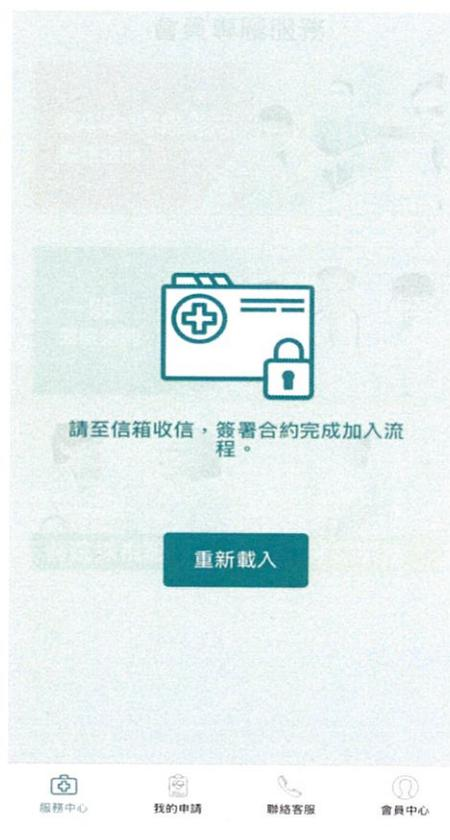 請至信箱收信，簽署合約完成加入流
程。
重新載入
服務中心
我的申請
聯絡客服
會員中心